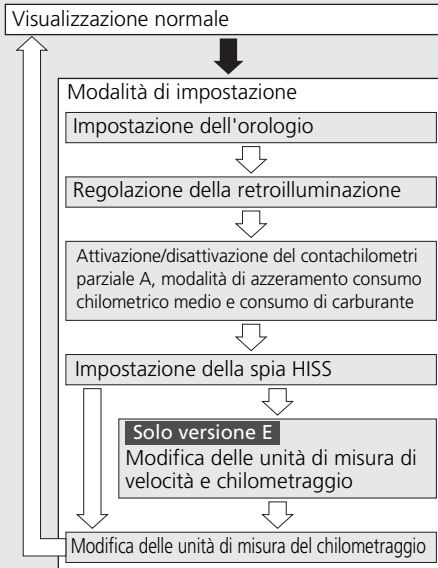 Visualizzazione normale
Modalità di impostazione
Impostazione dell'orologio
Regolazione della retroilluminazione
Attivazione/disattivazione del contachilometri
parziale A, modalità di azzeramento consumo
chilometrico medio e consumo di carburante
Impostazione della spia HISS
Solo versione E
Modifica delle unità di misura di
velocità e chilometraggio
Modifica delle unità di misura del chilometraggio